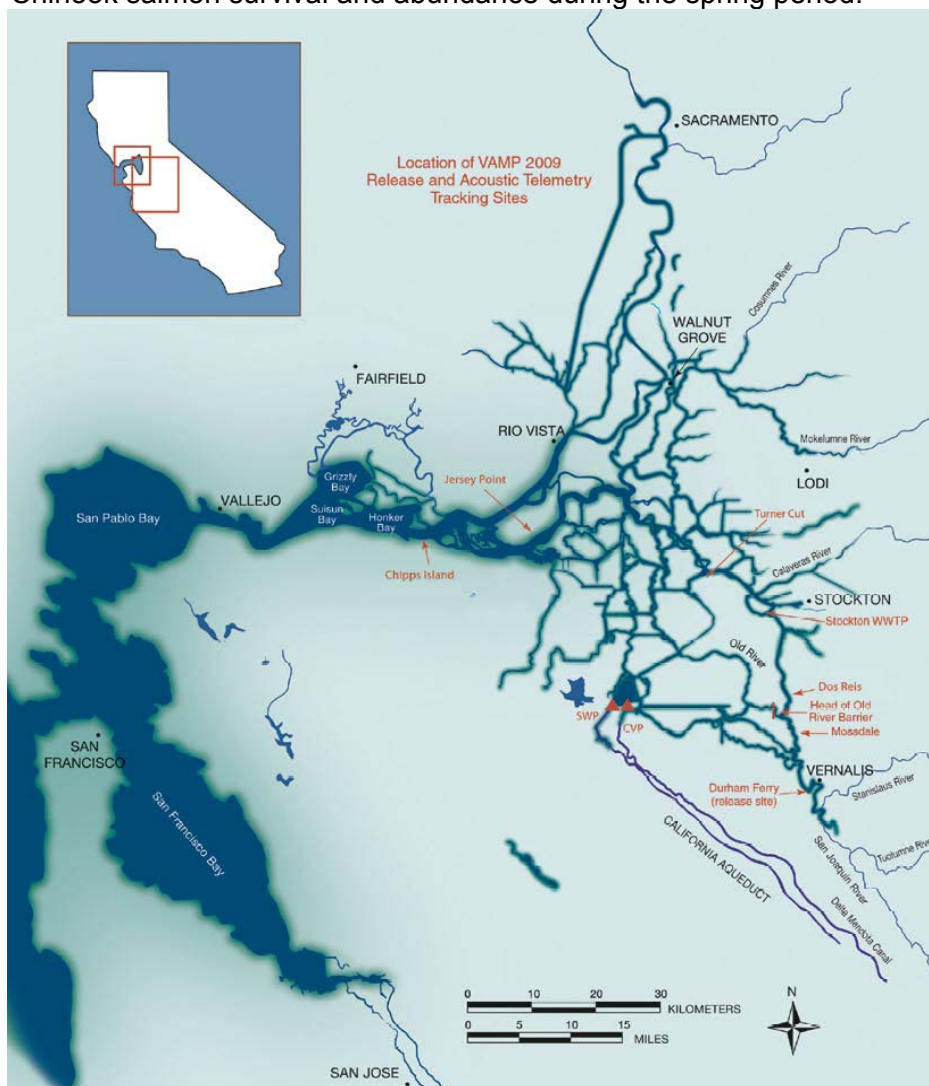 Chinook salmon survival and abundance during the spring period.
SACRAMENTO
Location of VAMP 2009
Release and Acoustic Telemetry
Tracking Sites
Cosumnes River
WALNUT
GROVE
FAIRFIELD
RIO VISTA
Mokelumne River
LODI
Grizzly
Bay
Jersey Point
VALLEJO
San Pablo Bay
Suisun
Bay
Honker
Bay
Turner Cut
Chipps Island
Calaveras River
STOCKTON
Stockton WWTP
Old River
Dos Reis
SWP
CVP
Head of Old
River Barrier
Mossdale
SAN
FRANCISCO
VERNALIS
Durham Ferry
(release site)
Stanislaus River
San Francisco Bay
CALIFORNIA AQUEDUCT
San Joaquin River
Tuolumne River
Delta Mendota Canal
0 10 20 30
KILOMETERS
0 5 10 15
MILES
N
SAN JOSE